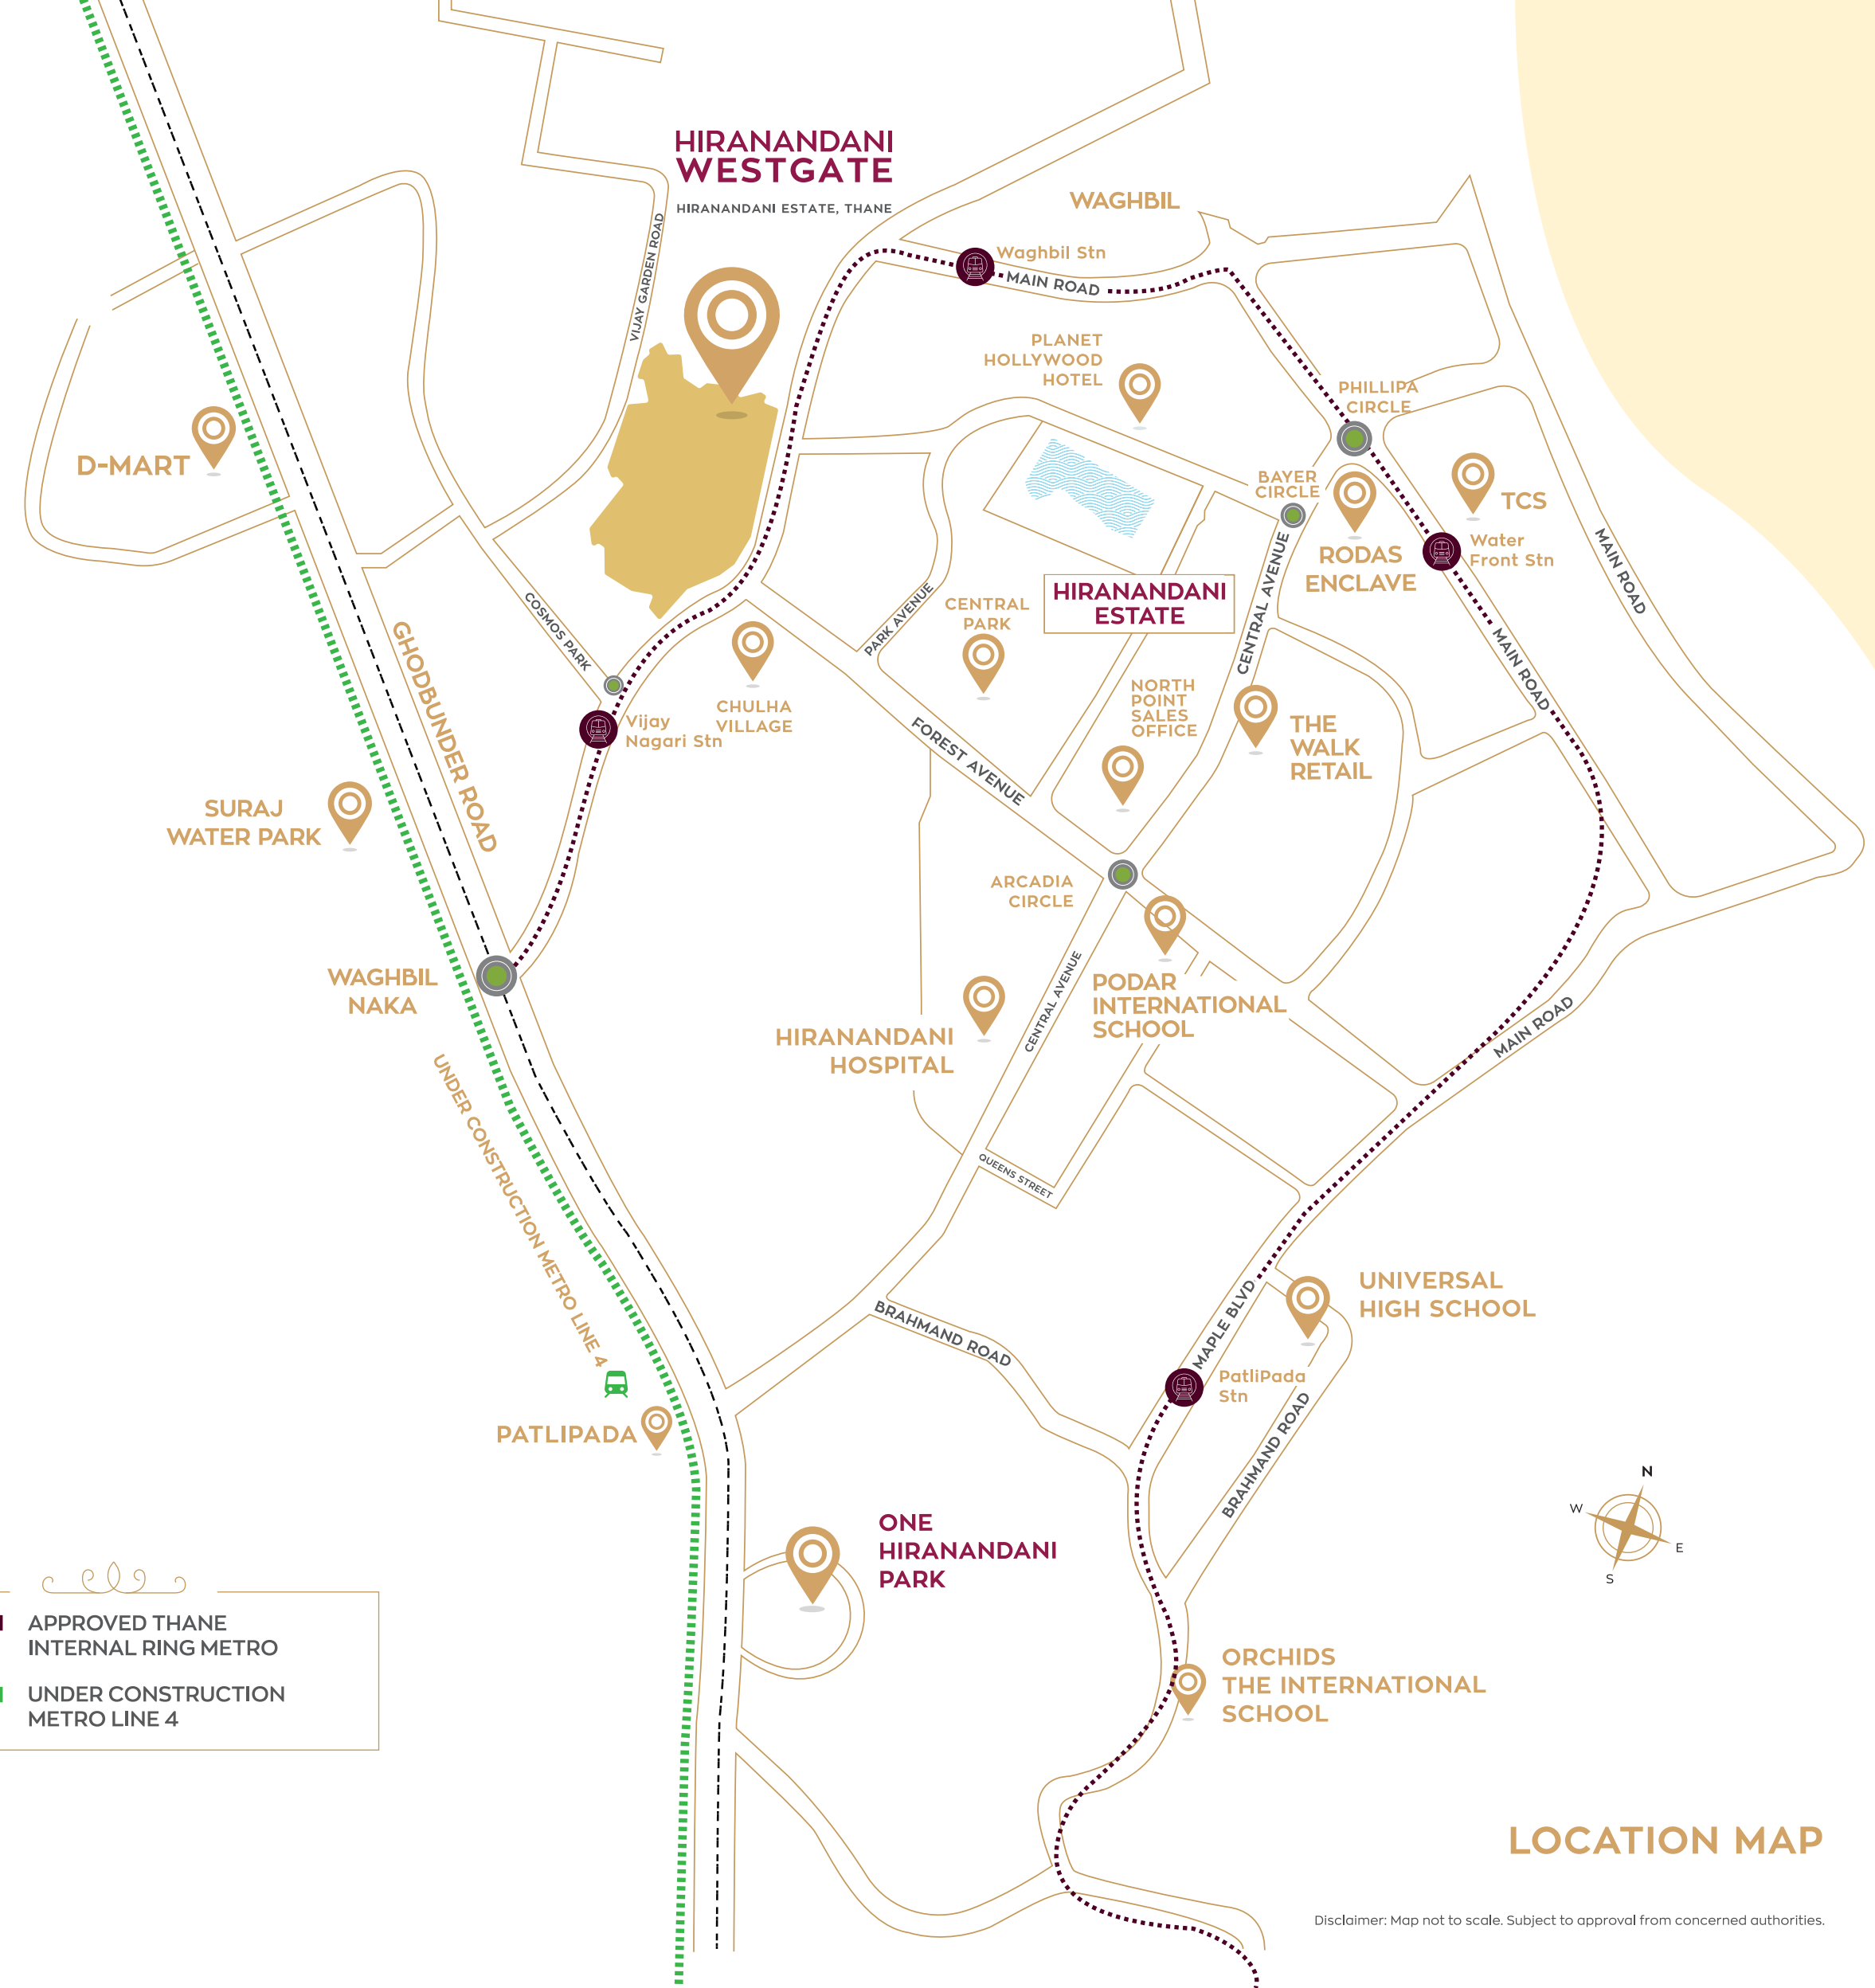 HIRANANDANI
WESTGATE
HIRANANDANI ESTATE, THANE
WAGHBIL
VIJAY GARDEN ROAD
Waghbil Stn
MAIN ROAD
PLANET
HOLLYWOOD
HOTEL
PHILLIPA
CIRCLE
D-MART
BAYER
CIRCLE
TCS
RODAS
ENCLAVE
Water
Front Stn
MAIN ROAD
HIRANANDANI
ESTATE
CENTRAL AVENUE
COSMOS PARK
PARK AVENUE
CENTRAL
PARK
MAIN ROAD
GHODBUNDER ROAD
CHULHA
VILLAGE
Vijay
Nagari Stn
NORTH
POINT
SALES
OFFICE
THE
WALK
RETAIL
FOREST AVENUE
SURAJ
WATER PARK
ARCADIA
CIRCLE
WAGHBIL
NAKA
PODAR
INTERNATIONAL
SCHOOL
CENTRAL AVENUE
HIRANANDANI
HOSPITAL
MAIN ROAD
QUEENS STREET
UNDER CONSTRUCTION METRO LINE 4
UNIVERSAL
HIGH SCHOOL
BRAHMAND ROAD
MAPLE BLVD
PatliPada
Stn
BRAHMAND ROAD
PATLIPADA
N
W
E
S
ONE
HIRANANDANI
PARK
APPROVED THANE
INTERNAL RING METRO
UNDER CONSTRUCTION
METRO LINE 4
ORCHIDS
THE INTERNATIONAL
SCHOOL
LOCATION MAP
Disclaimer: Map not to scale. Subject to approval from concerned authorities.